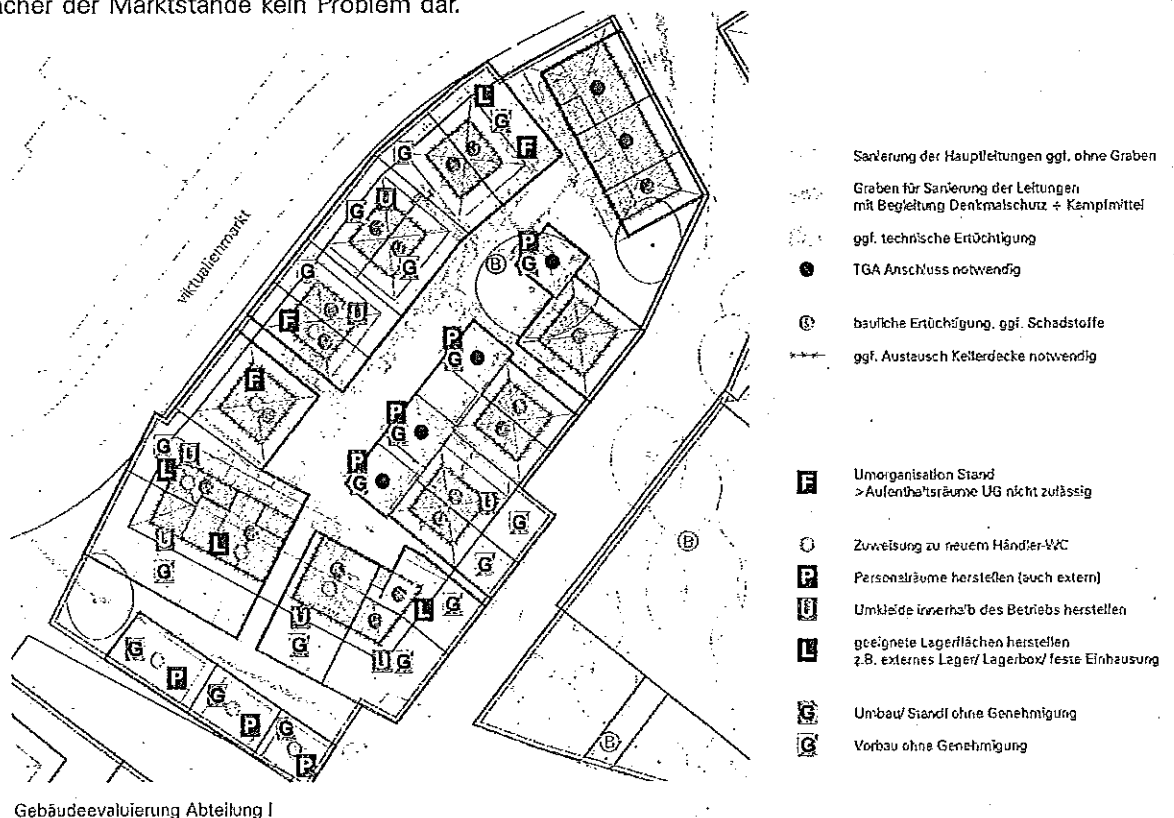 ächer der Marktstände kein Problem dar.
viktualienmarkt
L
G
F
G
U
G
G
G
F
U
F
P
G
B
P
G
P
G
P
G
G
U
L
U
G
L
U
G
G
U
G
L
G
U G
G
P
G
P
G
P
B
B
Sanierung der Hauptleitungen ggf. ohne Graben
Graben für Sanierung der Leitungen
mit Begleitung Denkmalschutz + Kampfmittel
ggf. technische Ertüchtigung
TGA Anschluss notwendig
bauliche Ertüchtigung, ggf. Schadstoffe
ggf. Austausch Kellerdecke notwendig
F Umorganisation Stand
>Aufenthaltsräume UG nicht zulässig
Zuweisung zu neuem Händler-WC
P Personalräume herstellen (auch extern)
U Umkleide innerhalb des Betriebs herstellen
L geeignete Lagerflächen herstellen
z.B. externes Lager/ Lagerbox/ feste Einhausung
G Umbau/ Standl ohne Genehmigung
G Vorbau ohne Genehmigung
Gebäudeevaluierung Abteilung I